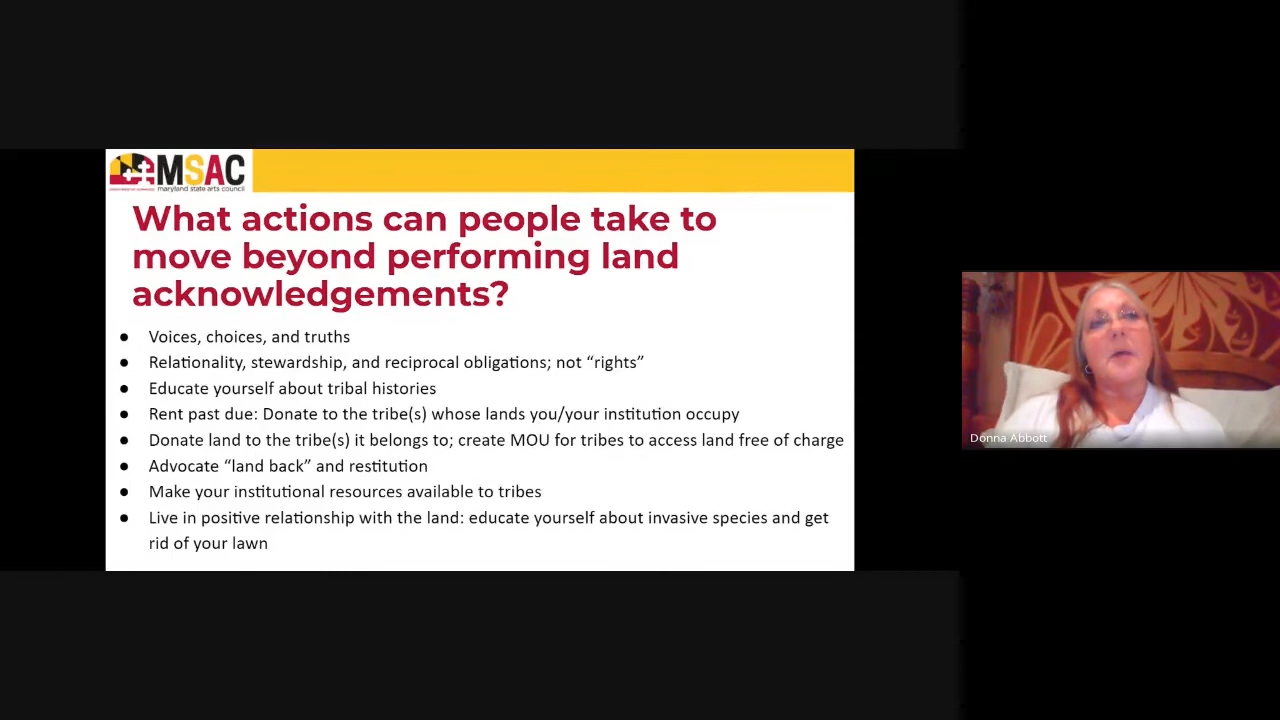 MSAC
maryland state arts council
What actions can people take to
move beyond performing land
acknowledgements?
● Voices, choices, and truths
● Relationality, stewardship, and reciprocal obligations; not “rights”
● Educate yourself about tribal histories
● Rent past due: Donate to the tribe(s) whose lands you/your institution occupy
● Donate land to the tribe(s) it belongs to; create MOU for tribes to access land free of charge
● Advocate “land back” and restitution
● Make your institutional resources available to tribes
● Live in positive relationship with the land: educate yourself about invasive species and get
rid of your lawn
Donna Abbott